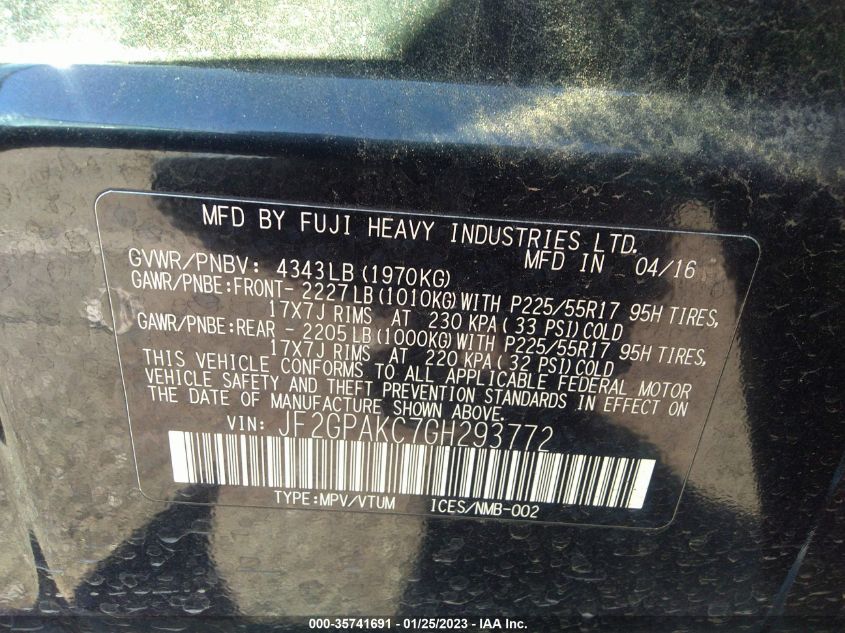 MFD BY FUJI HEAVY INDUSTRIES LTD.
GVWR/PNBV: 4343LB (1970KG) MFD IN 04/16
GAWR/PNBE:FRONT- 2227LB (1010KG) WITH P225/55R17 95H TIRES,
17X7J RIMS AT 230 KPA ( 33 PSI) COLD
GAWR/PNBE:REAR - 2205LB (1000KG) WITH P225/55R17 95H TIRES,
17X7J RIMS AT 220 KPA ( 32 PSI) COLD
THIS VEHICLE CONFORMS TO ALL APPLICABLE FEDERAL MOTOR
VEHICLE SAFETY AND THEFT PREVENTION STANDARDS IN EFFECT ON
THE DATE OF MANUFACTURE SHOWN ABOVE.
VIN: JF2GPAKC7GH293772
TYPE:MPV/VTUM ICES/NMB-002
000-35741691 - 01/25/2023 - IAA Inc.